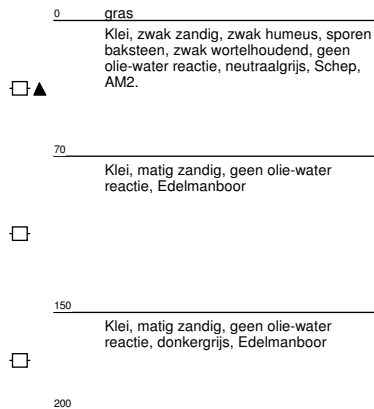 0 gras
Klei, zwak zandig, zwak humeus, sporen
baksteen, zwak wortelhoudend, geen
olie-water reactie, neutraalgrijs, Schep,
AM2.
70
Klei, matig zandig, geen olie-water
reactie, Edelmanboor
150
Klei, matig zandig, geen olie-water
reactie, donkergrijs, Edelmanboor
200